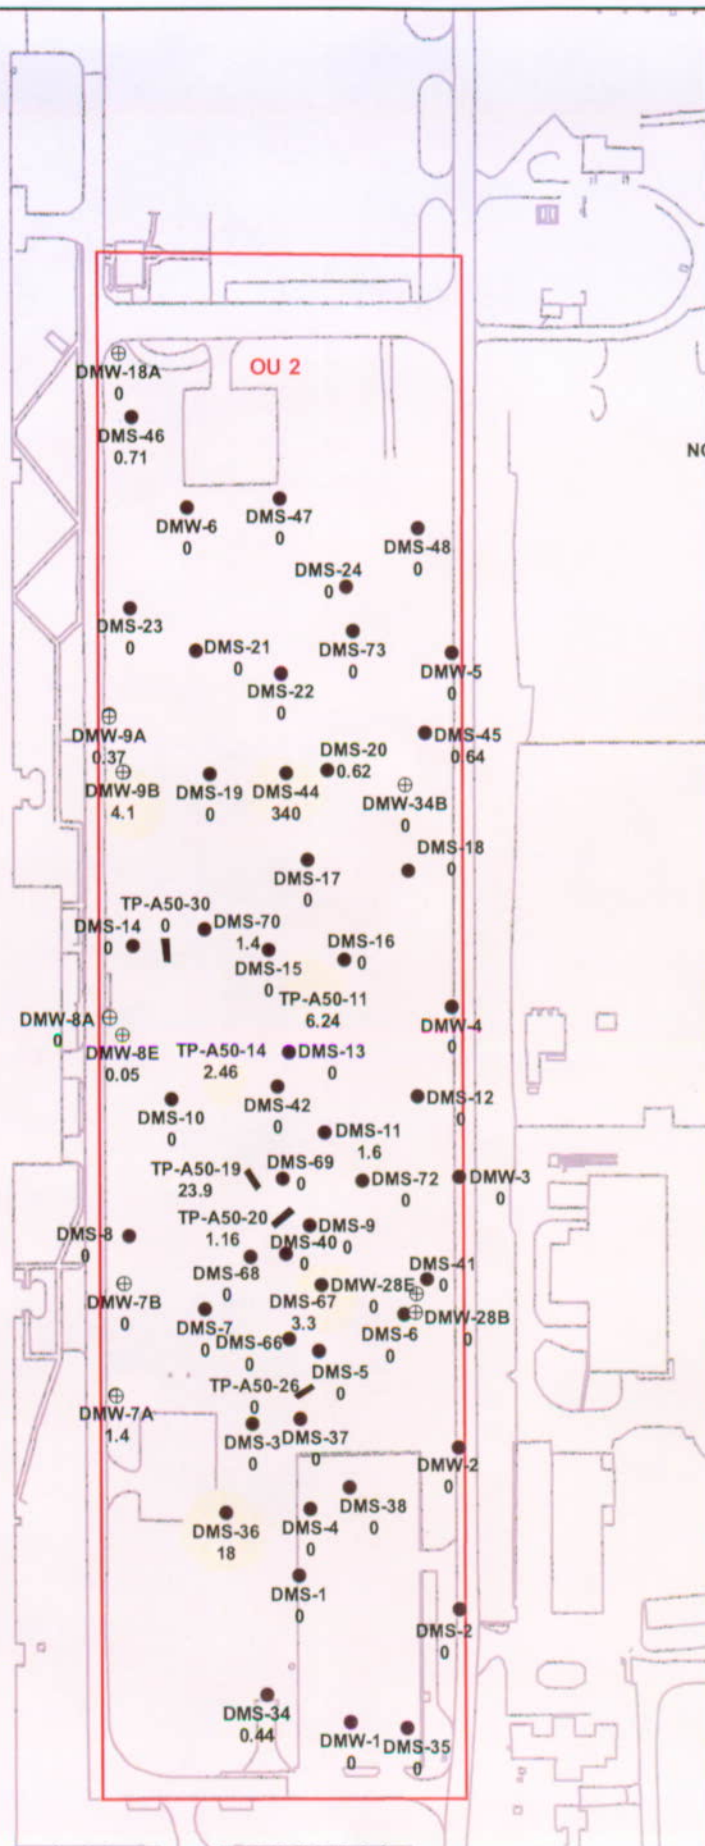 OU 2
DMW-18A
0
DMS-46
0.71
NO
DMS-47
0
DMW-6
0
DMS-48
0
DMS-24
0
DMS-23
0
DMS-21
0
DMS-73
0
DMS-22
0
DMW-5
0
DMW-9A
0.37
DMS-45
0.64
DMS-20
0.62
DMW-9B
4.1
DMS-19
0
DMS-44
340
DMW-34B
0
DMS-17
0
DMS-18
0
TP-A50-30
0
DMS-14
0
DMS-70
1.4
DMS-15
0
DMS-16
0
TP-A50-11
6.24
DMW-8A
0
DMW-4
0
DMW-8E
0.05
TP-A50-14
2.46
DMS-13
0
DMS-42
0
DMS-12
0
DMS-10
0
DMS-11
1.6
TP-A50-19
23.9
DMS-69
0
DMS-72
0
DMW-3
0
TP-A50-20
1.16
DMS-9
0
DMS-8
0
DMS-40
0
DMS-68
0
DMS-41
0
DMW-7B
0
DMS-67
3.3
DMW-28E
0
DMS-7
0
DMS-6
0
DMW-28B
0
DMS-66
0
DMS-5
0
TP-A50-26
0
DMW-7A
1.4
DMS-3
0
DMS-37
0
DMW-2
0
DMS-38
0
DMS-4
0
DMS-36
18
DMS-1
0
DMS-2
0
DMS-34
0.44
DMW-1
0
DMS-35
0